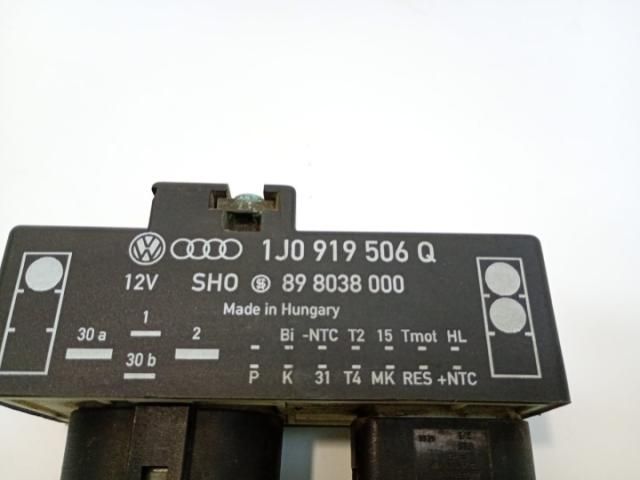 1J0 919 506 Q
12V SHO 89 8038 000
Made in Hungary
30 a 1 2 Bi -NTC T2 15 Tmot HL
30 b P K 31 T4 MK RES +NTC